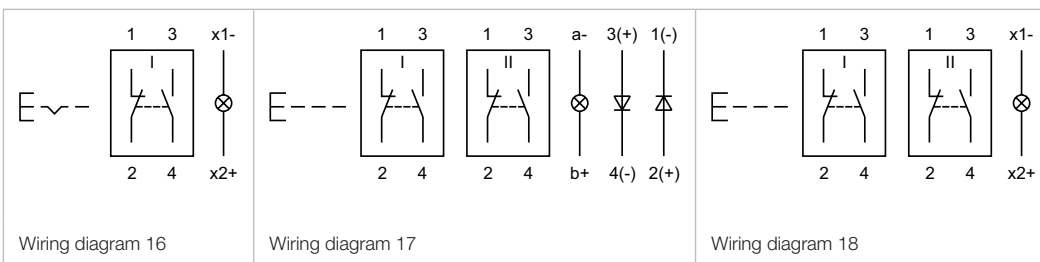 1 3 x1-
I
2 4 x2+
Wiring diagram 16
1 3 1 3 a- 3(+) 1(-)
I II
2 4 2 4 b+ 4(-) 2(+)
Wiring diagram 17
1 3 1 3 x1-
I II
2 4 2 4 x2+
Wiring diagram 18